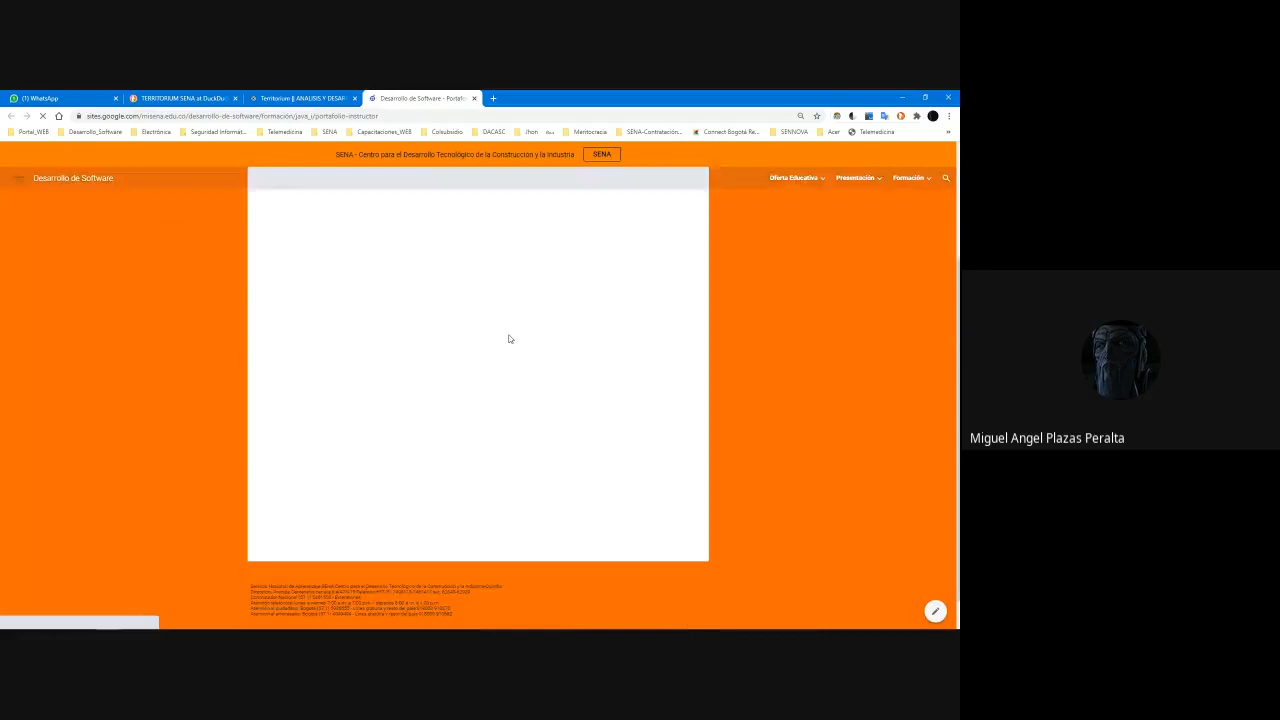 (1) WhatsApp
TERRITORIUM SENA at DuckDu
Territorium || ANALISIS Y DESAR
Desarrollo de Software - Portafo
sites.google.com/misena.edu.co/desarrollo-de-software/formación/java_i/portafolio-instructor
Portal_WEB
Desarrollo_Software
Electrónica
Seguridad Informat...
Telemedicina
SENA
Capacitaciones_WEB
Colsubsidio
DACASC
Jhon
Meritocracia
SENA-Contratación...
Connect Bogotá Re...
SENNOVA
Acer
Telemedicina
»
SENA - Centro para el Desarrollo Tecnológico de la Construcción y la Industria
SENA
Desarrollo de Software
Oferta Educativa
Presentación
Formación
Miguel Angel Plazas Peralta